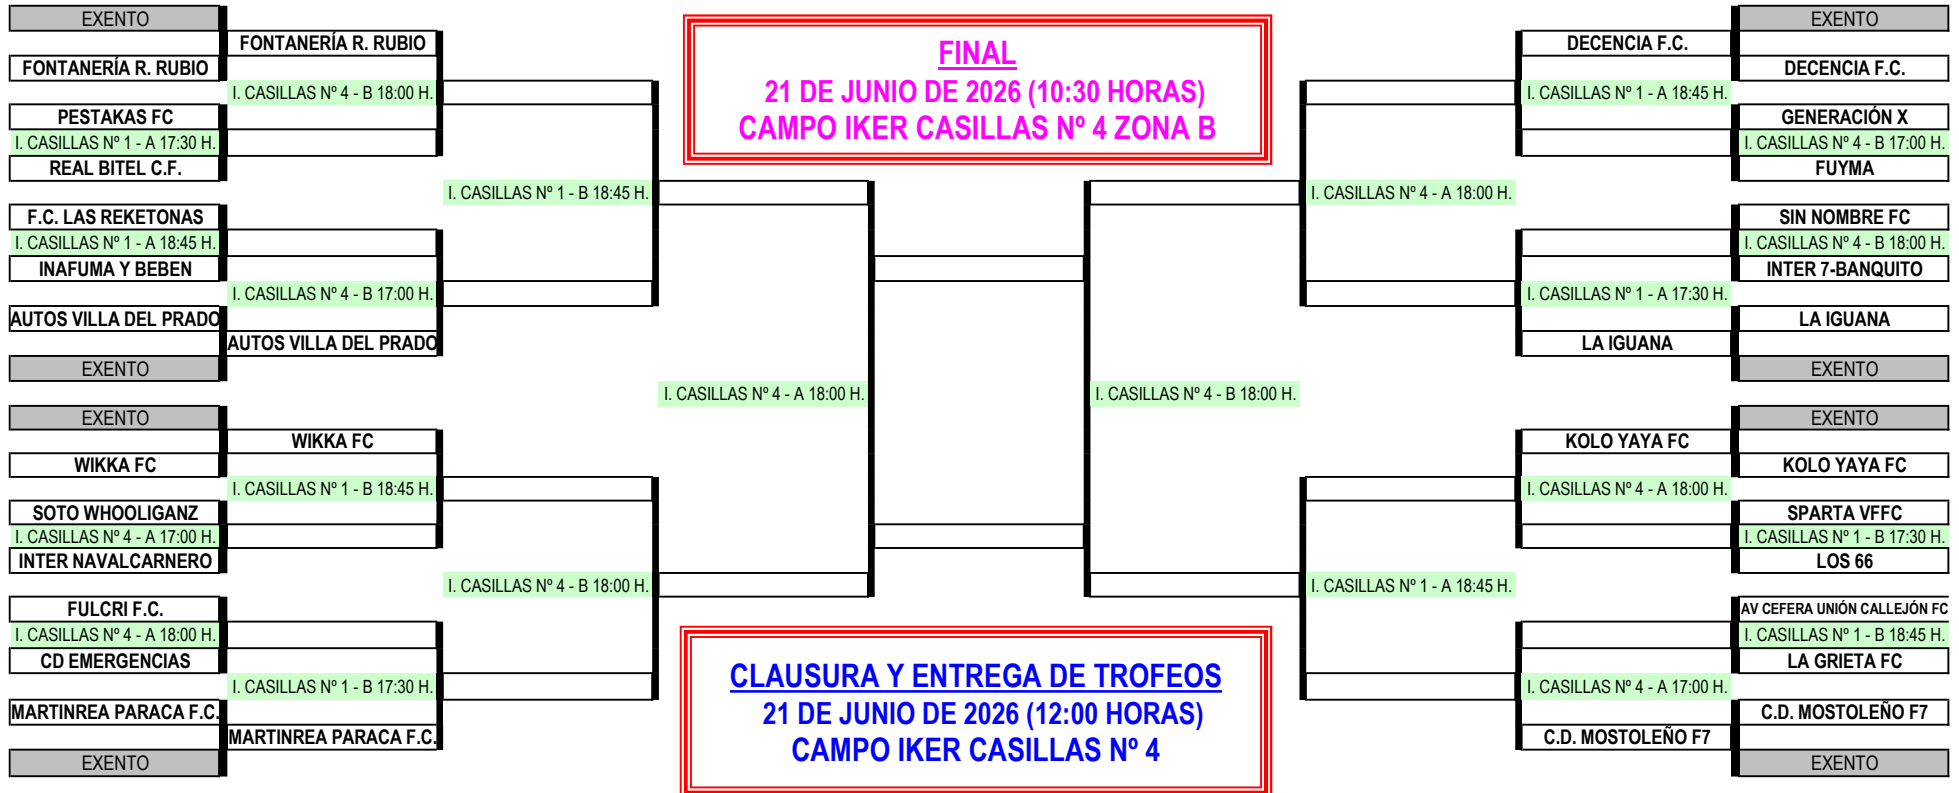 EXENTO
FONTANERÍA R. RUBIO
FONTANERÍA R. RUBIO
I. CASILLAS Nº 4 - B 18:00 H.
PESTAKAS FC
I. CASILLAS Nº 1 - A 17:30 H.
REAL BITEL C.F.
I. CASILLAS Nº 1 - B 18:45 H.
F.C. LAS REKETONAS
I. CASILLAS Nº 1 - A 18:45 H.
INAFUMA Y BEBEN
I. CASILLAS Nº 4 - B 17:00 H.
AUTOS VILLA DEL PRADO
AUTOS VILLA DEL PRADO
EXENTO
I. CASILLAS Nº 4 - A 18:00 H.
EXENTO
WIKKA FC
WIKKA FC
I. CASILLAS Nº 1 - B 18:45 H.
SOTO WHOOLIGANZ
I. CASILLAS Nº 4 - A 17:00 H.
INTER NAVALCARNERO
I. CASILLAS Nº 4 - B 18:00 H.
FULCRI F.C.
I. CASILLAS Nº 4 - A 18:00 H.
CD EMERGENCIAS
I. CASILLAS Nº 1 - B 17:30 H.
MARTINREA PARACA F.C.
MARTINREA PARACA F.C.
EXENTO
FINAL
21 DE JUNIO DE 2026 (10:30 HORAS)
CAMPO IKER CASILLAS Nº 4 ZONA B
CLAUSURA Y ENTREGA DE TROFEOS
21 DE JUNIO DE 2026 (12:00 HORAS)
CAMPO IKER CASILLAS Nº 4
EXENTO
DECENCIA F.C.
DECENCIA F.C.
I. CASILLAS Nº 1 - A 18:45 H.
GENERACIÓN X
I. CASILLAS Nº 4 - B 17:00 H.
FUYMA
I. CASILLAS Nº 4 - A 18:00 H.
SIN NOMBRE FC
I. CASILLAS Nº 4 - B 18:00 H.
INTER 7-BANQUITO
I. CASILLAS Nº 1 - A 17:30 H.
LA IGUANA
LA IGUANA
EXENTO
I. CASILLAS Nº 4 - B 18:00 H.
EXENTO
KOLO YAYA FC
KOLO YAYA FC
I. CASILLAS Nº 4 - A 18:00 H.
SPARTA VFFC
I. CASILLAS Nº 1 - B 17:30 H.
LOS 66
I. CASILLAS Nº 1 - A 18:45 H.
AV CEFERA UNIÓN CALLEJÓN FC
I. CASILLAS Nº 1 - B 18:45 H.
LA GRIETA FC
I. CASILLAS Nº 4 - A 17:00 H.
C.D. MOSTOLEÑO F7
C.D. MOSTOLEÑO F7
EXENTO